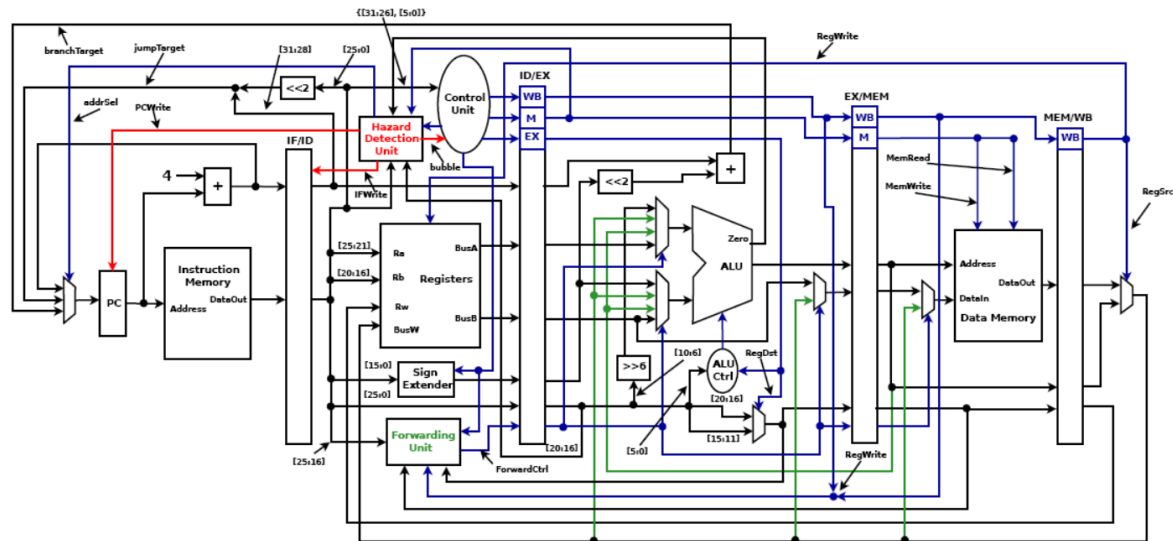 {[31:26], [5:0]}
branchTarget
jumpTarget
[31:28]
[25:0]
RegWrite
<<2
Control
Unit
ID/EX
WB
M
EX
EX/MEM
WB
M
MEM/WB
WB
addrSel
PCWrite
Hazard
Detection
Unit
bubble
IFWrite
IF/ID
4
+
<<2
+
MemRead
MemWrite
RegSrc
[25:21]
Ra
BusA
[20:16]
Rb
Registers
Rw
BusB
BusW
Zero
ALU
Instruction
Memory
DataOut
Address
PC
Address
DataOut
DataIn
Data Memory
[15:0]
Sign
Extender
[25:0]
>>6
[10:6]
ALU
Ctrl
RegDst
[20:16]
[15:11]
[5:0]
Forwarding
Unit
[25:16]
ForwardCtrl
[20:16]
RegWrite